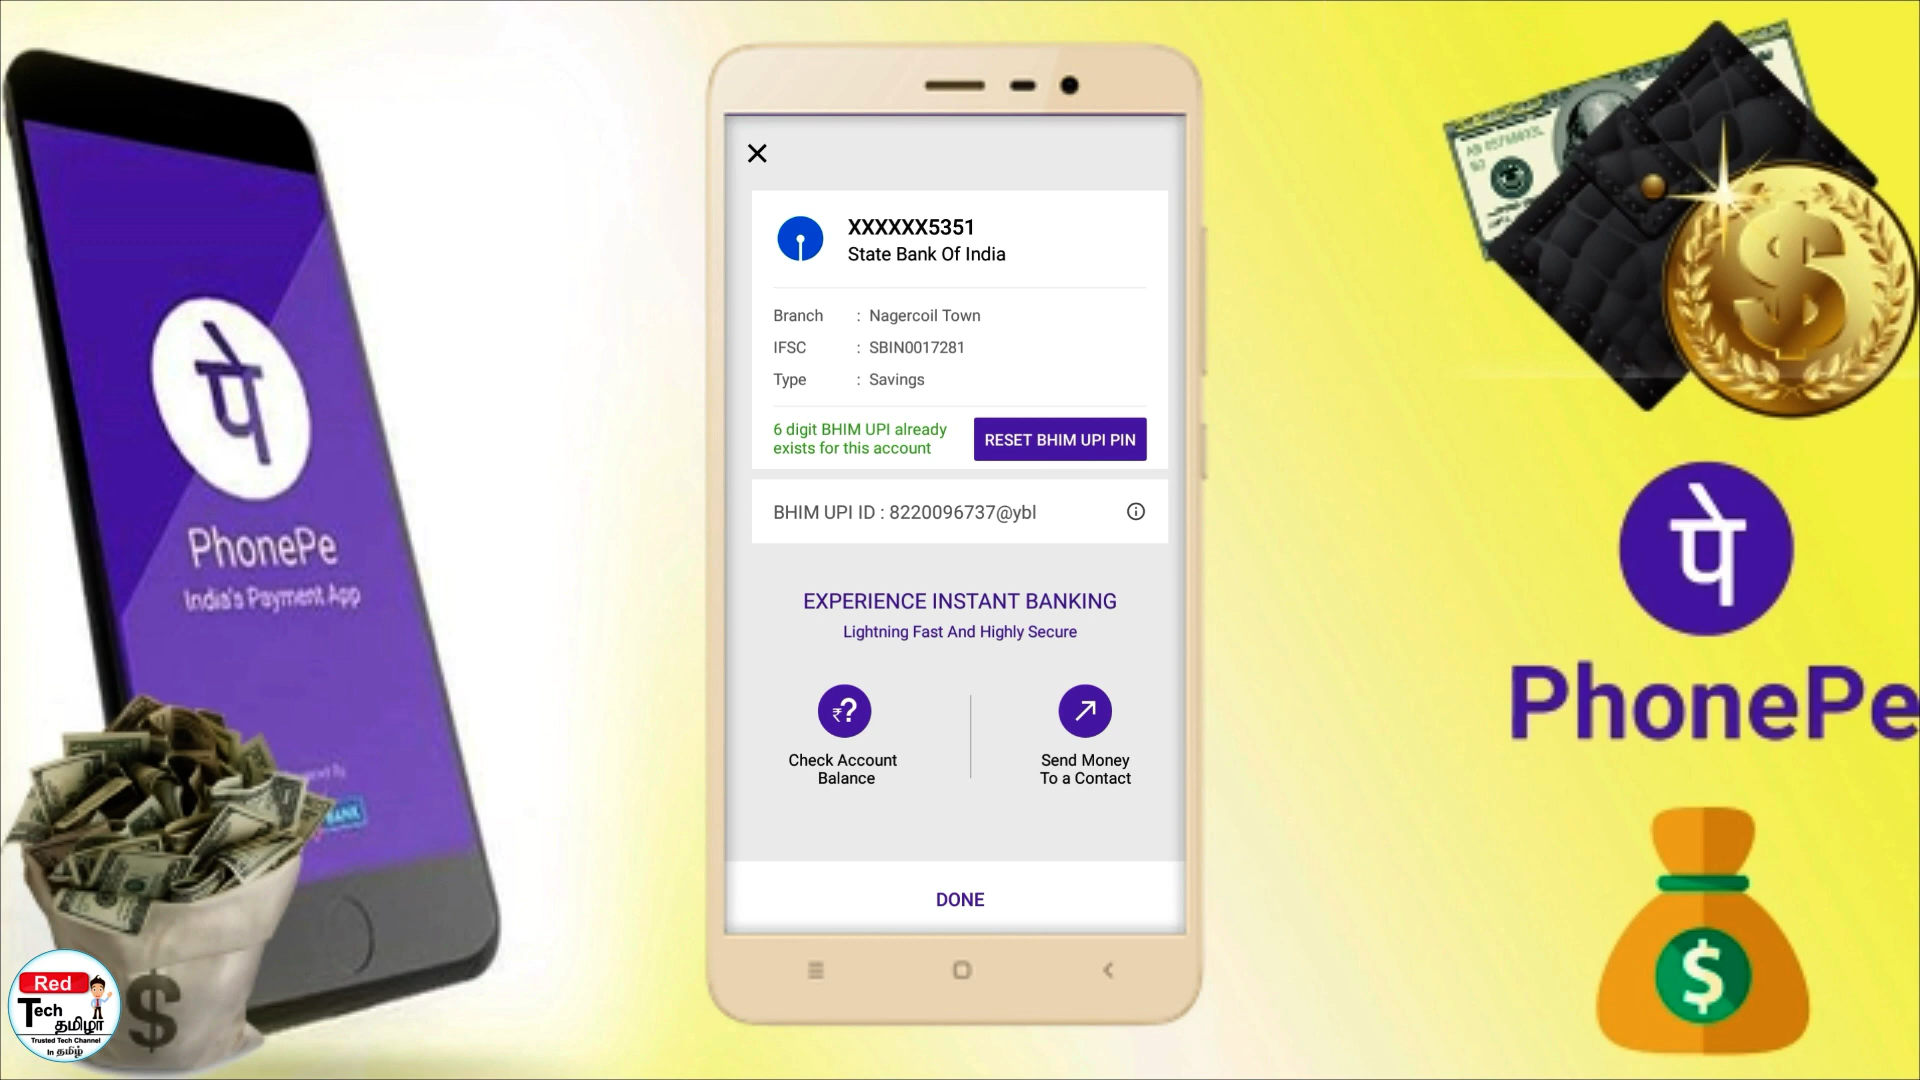 पे
PhonePe
India's Payment App
BANK
$
Red
Tech
தமிழா
Trusted Tech Channel
In தமிழ்
XXXXXX5351
State Bank Of India
Branch : Nagercoil Town
IFSC : SBIN0017281
Type : Savings
6 digit BHIM UPI already
exists for this account
RESET BHIM UPI PIN
BHIM UPI ID : 8220096737@ybl
EXPERIENCE INSTANT BANKING
Lightning Fast And Highly Secure
₹?
Check Account
Balance
Send Money
To a Contact
DONE
$
पे
PhonePe
$